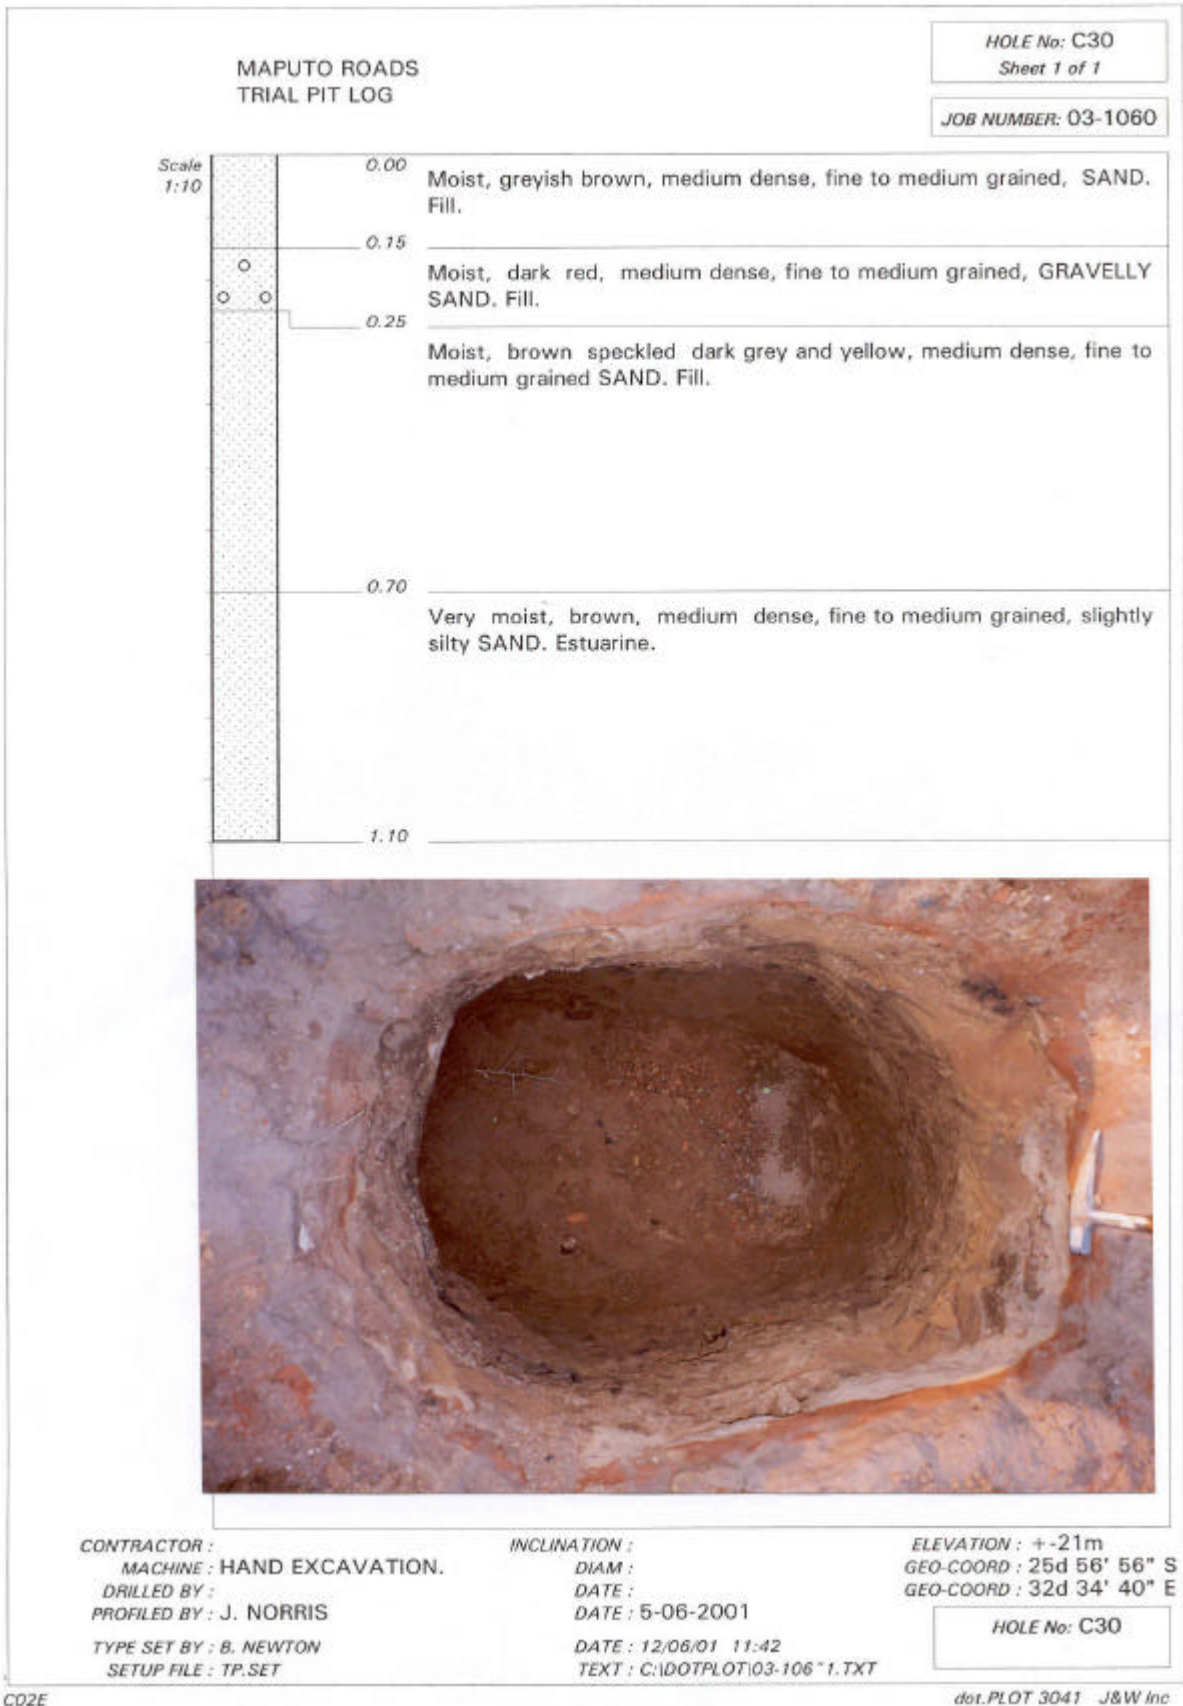 MAPUTO ROADS
TRIAL PIT LOG
HOLE No: C30
Sheet 1 of 1
JOB NUMBER: 03-1060
Scale
1:10
0.00
Moist, greyish brown, medium dense, fine to medium grained, SAND.
Fill.
0.15
Moist, dark red, medium dense, fine to medium grained, GRAVELLY
SAND. Fill.
0.25
Moist, brown speckled dark grey and yellow, medium dense, fine to
medium grained SAND. Fill.
0.70
Very moist, brown, medium dense, fine to medium grained, slightly
silty SAND. Estuarine.
1.10
CONTRACTOR :
MACHINE : HAND EXCAVATION.
DRILLED BY :
PROFILED BY : J. NORRIS
TYPE SET BY : B. NEWTON
SETUP FILE : TP.SET
INCLINATION :
DIAM :
DATE :
DATE : 5-06-2001
DATE : 12/06/01 11:42
TEXT : C:\DOTPLOT\03-106~1.TXT
ELEVATION : +-21m
GEO-COORD : 25d 56' 56" S
GEO-COORD : 32d 34' 40" E
HOLE No: C30
C02E
dot.PLOT 3041 J&W Inc